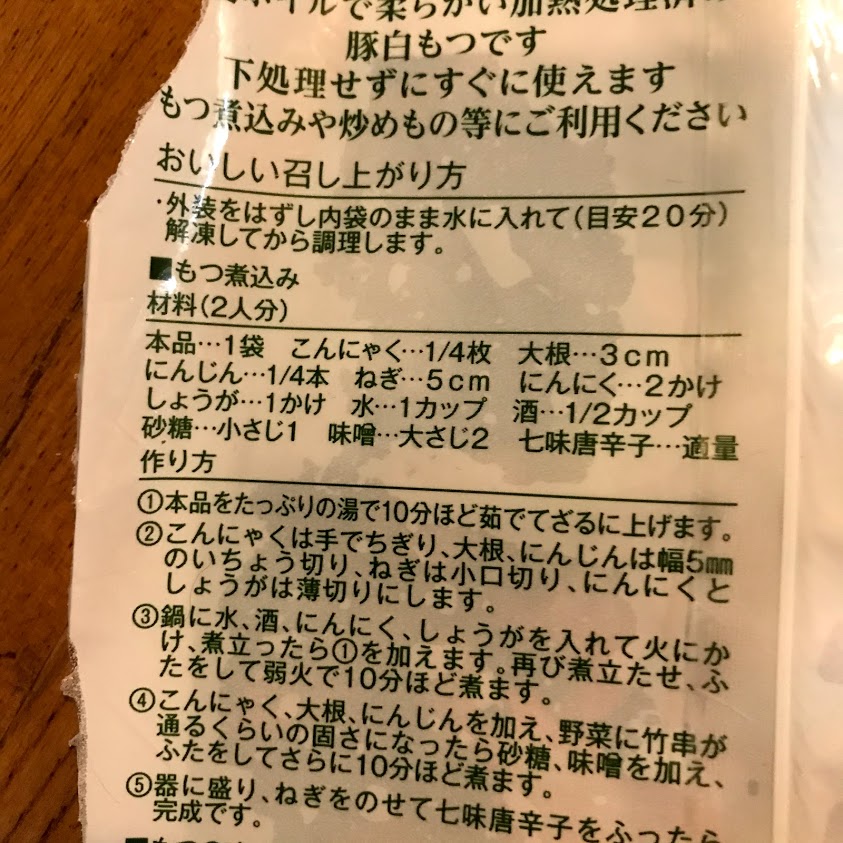 ボイルで柔らかい加熱処理済み
豚白もつです
下処理せずにすぐに使えます
もつ煮込みや炒めもの等にご利用ください
おいしい召し上がり方
・外装をはずし内袋のまま水に入れて(目安20分)
解凍してから調理します。
■もつ煮込み
材料(2人分)
本品…1袋 こんにゃく…1/4枚 大根…3cm
にんじん…1/4本 ねぎ…5cm にんにく…2かけ
しょうが…1かけ 水…1カップ 酒…1/2カップ
砂糖…小さじ1 味噌…大さじ2 七味唐辛子…適量
作り方
①本品をたっぷりの湯で10分ほど茹でてざるに上げます。
②こんにゃくは手でちぎり、大根、にんじんは幅5㎜
のいちょう切り、ねぎは小口切り、にんにくと
しょうがは薄切りにします。
③鍋に水、酒、にんにく、しょうがを入れて火にか
け、煮立ったら①を加えます。再び煮立たせ、ふ
たをして弱火で10分ほど煮ます。
④こんにゃく、大根、にんじんを加え、野菜に竹串が
通るくらいの固さになったら砂糖、味噌を加え、
ふたをしてさらに10分ほど煮ます。
⑤器に盛り、ねぎをのせて七味唐辛子をふったら
完成です。